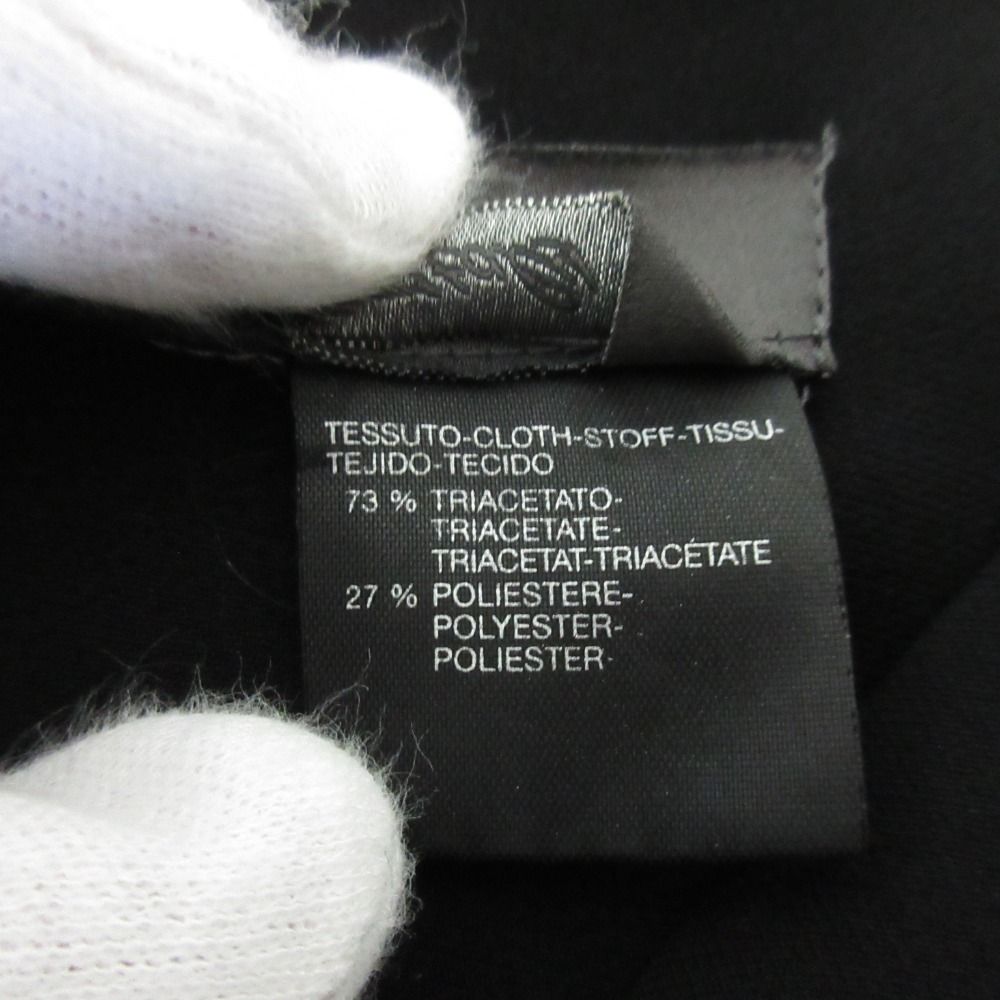 TESSUTO-CLOTH-STOFF-TISSU-
TEJIDO-TECIDO
73 % TRIACETATO-
TRIACETATE-
TRIACETAT-TRIACÉTATE
27 % POLIESTERE-
POLYESTER-
POLIESTER-